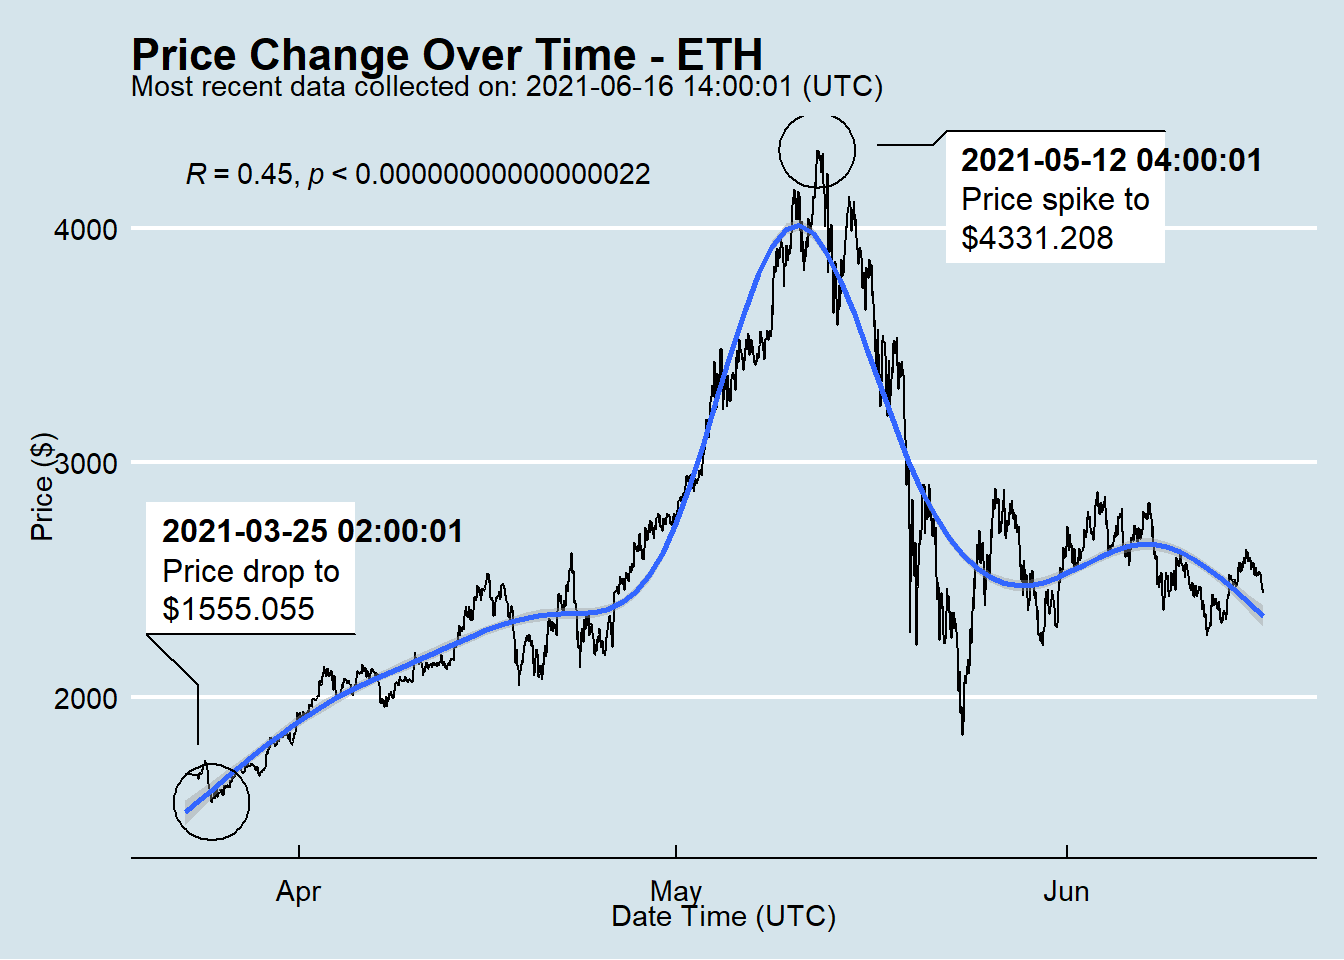 Price Change Over Time - ETH
Most recent data collected on: 2021-06-16 14:00:01 (UTC)
R = 0.45, p < 0.00000000000000022
2021-05-12 04:00:01
Price spike to
$4331.208
4000
3000
2000
Price ($)
2021-03-25 02:00:01
Price drop to
$1555.055
Apr
May
Jun
Date Time (UTC)